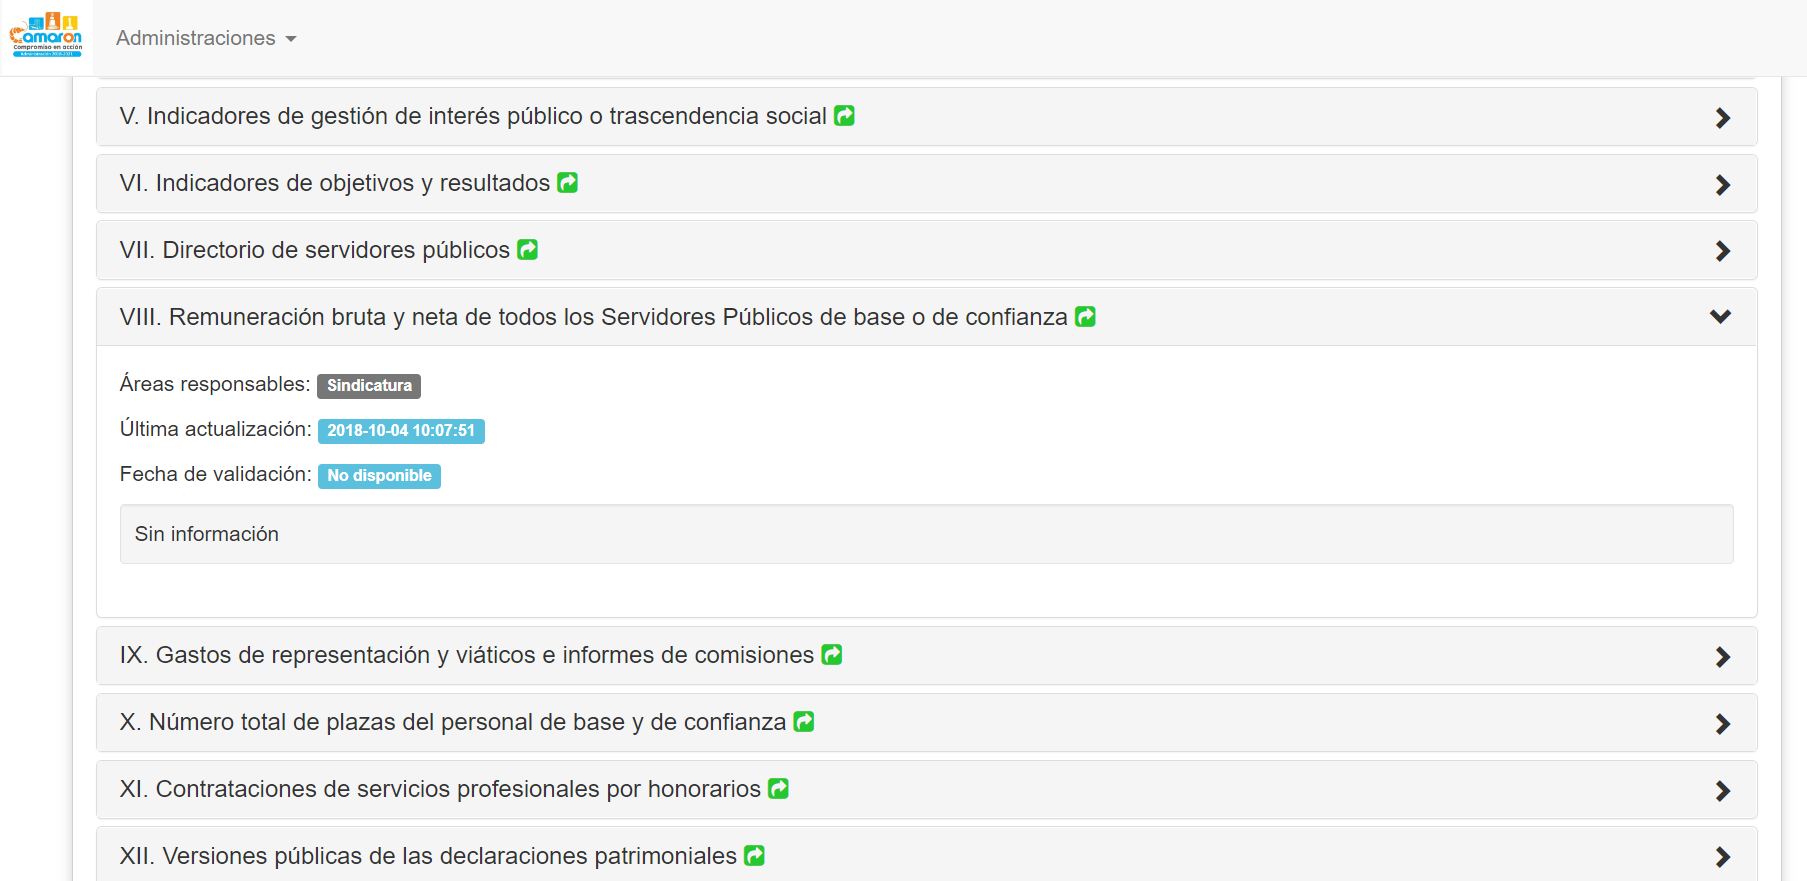 Camarón
Compromiso en acción
Administraciones
V. Indicadores de gestión de interés público o trascendencia social
VI. Indicadores de objetivos y resultados
VII. Directorio de servidores públicos
VIII. Remuneración bruta y neta de todos los Servidores Públicos de base o de confianza
Áreas responsables: Sindicatura
Última actualización: 2018-10-04 10:07:51
Fecha de validación: No disponible
Sin información
IX. Gastos de representación y viáticos e informes de comisiones
X. Número total de plazas del personal de base y de confianza
XI. Contrataciones de servicios profesionales por honorarios
XII. Versiones públicas de las declaraciones patrimoniales